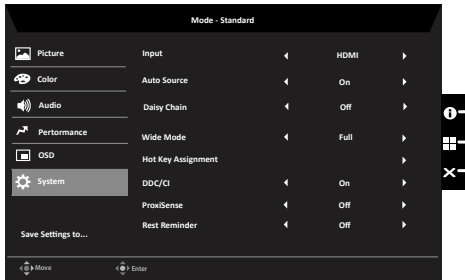 Mode - Standard
Picture
Input
HDMI
Color
Auto Source
On
Audio
Daisy Chain
Off
Pertormance
Wide Mode
Full
OSD
Hot Key Assignment
System
DDC/CI
On
ProxiSense
Off
Rest Reminder
Off
Save Settings to...
Move
Enter